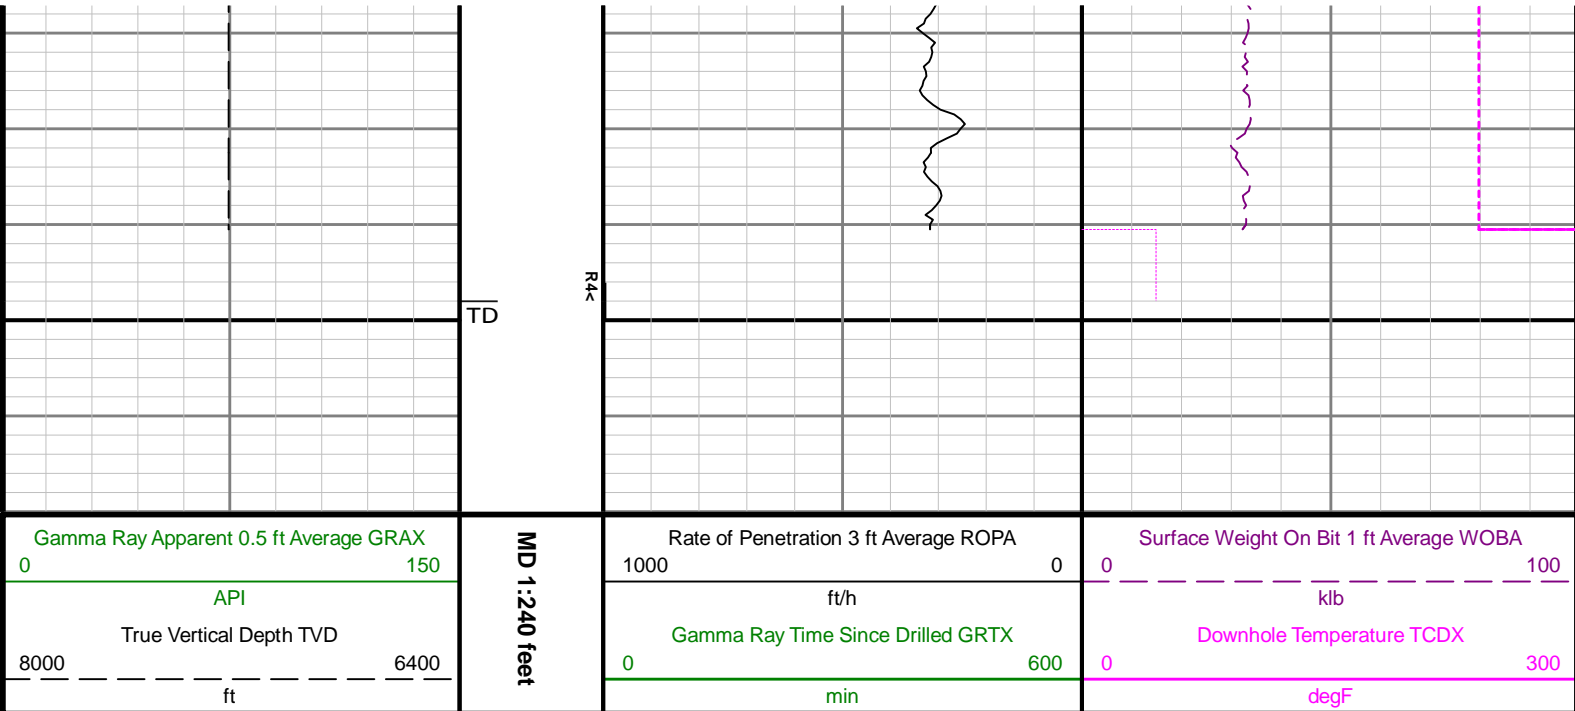 R4<
TD
Gamma Ray Apparent 0.5 ft Average GRAX
0 150
API
True Vertical Depth TVD
8000 6400
ft
MD 1:240 feet
Rate of Penetration 3 ft Average ROPA
1000 0
ft/h
Gamma Ray Time Since Drilled GRTX
0 600
min
Surface Weight On Bit 1 ft Average WOBA
0 100
klb
Downhole Temperature TCDX
0 300
degF